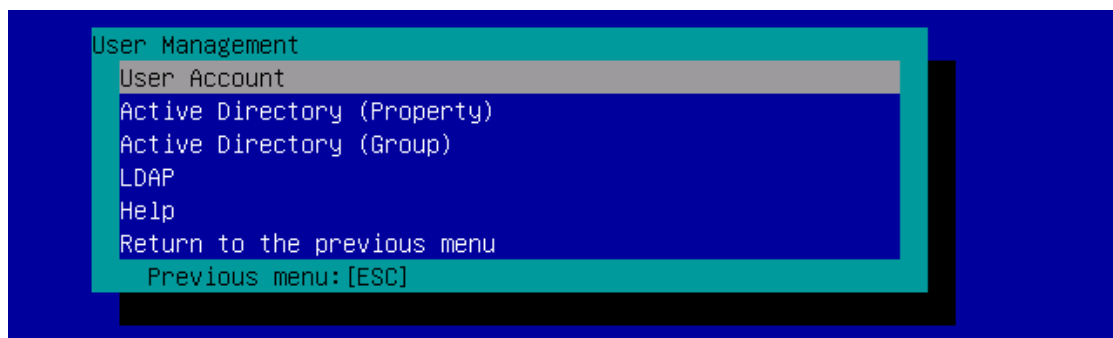 User Management
User Account
Active Directory (Property)
Active Directory (Group)
LDAP
Help
Return to the previous menu
Previous menu:[ESC]